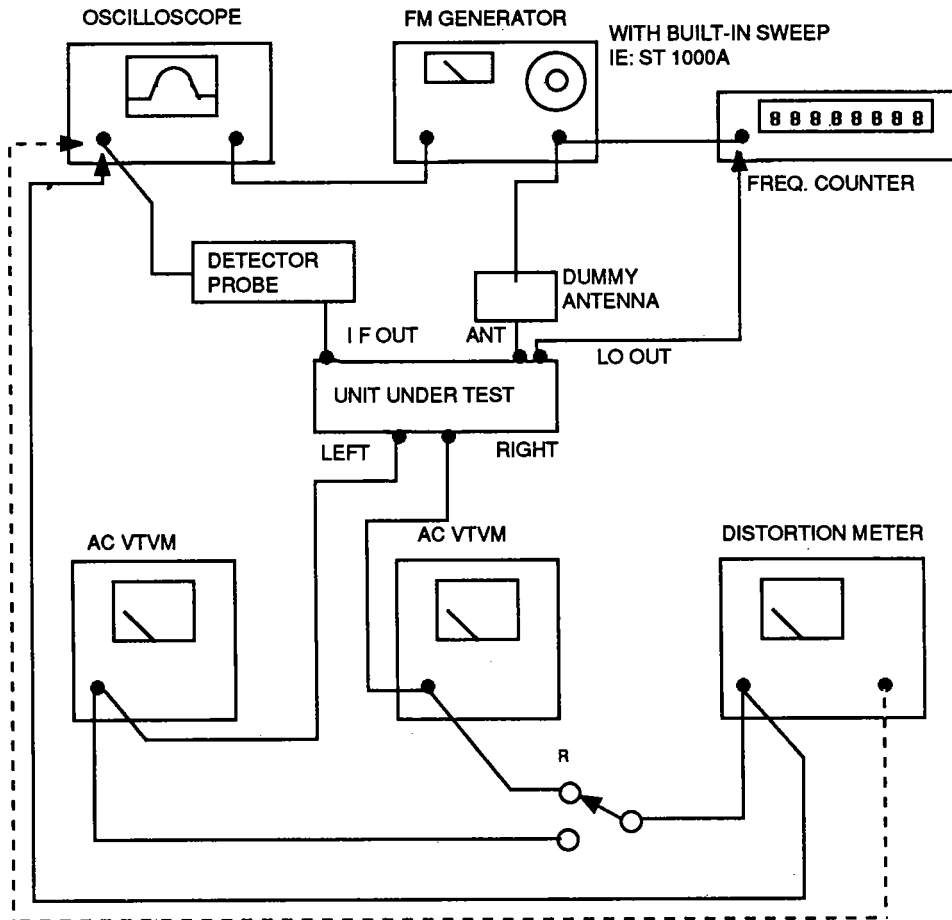 OSCILLOSCOPE
FM GENERATOR
WITH BUILT-IN SWEEP
IE: ST 1000A
8 8 8 8 8 8 8 8
FREQ. COUNTER
DETECTOR
PROBE
DUMMY
ANTENNA
I F OUT
ANT
LO OUT
UNIT UNDER TEST
LEFT
RIGHT
AC VTVM
AC VTVM
DISTORTION METER
R